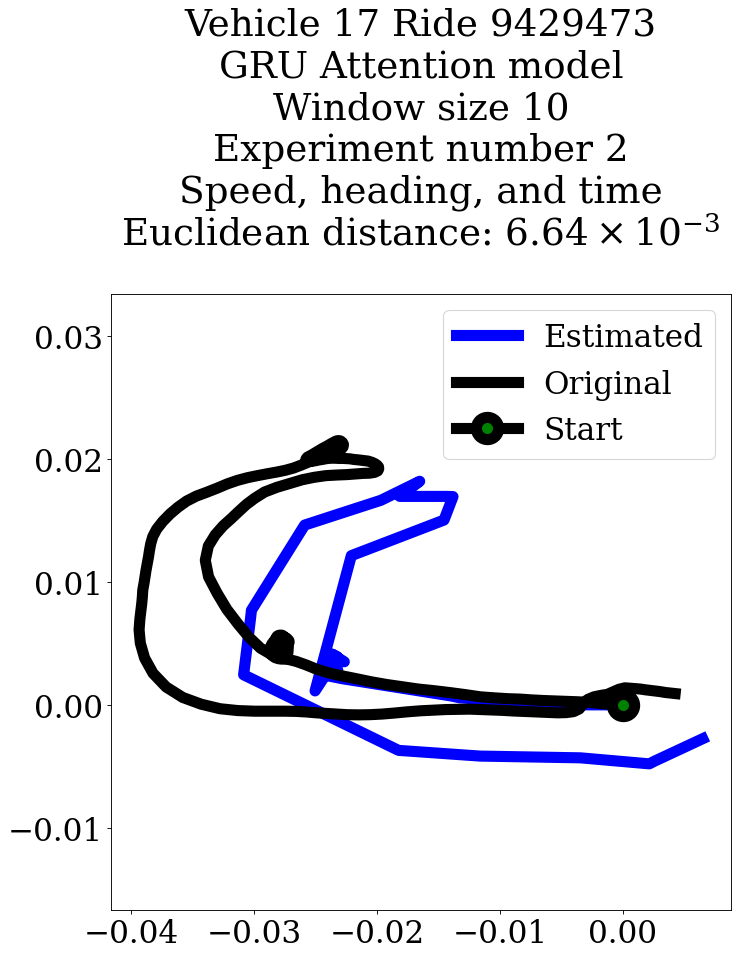 Vehicle 17 Ride 9429473
GRU Attention model
Window size 10
Experiment number 2
Speed, heading, and time
Euclidean distance: 6.64 × 10⁻³
Estimated
Original
Start
0.03
0.02
0.01
0.00
−0.01
−0.04 −0.03 −0.02 −0.01 0.00